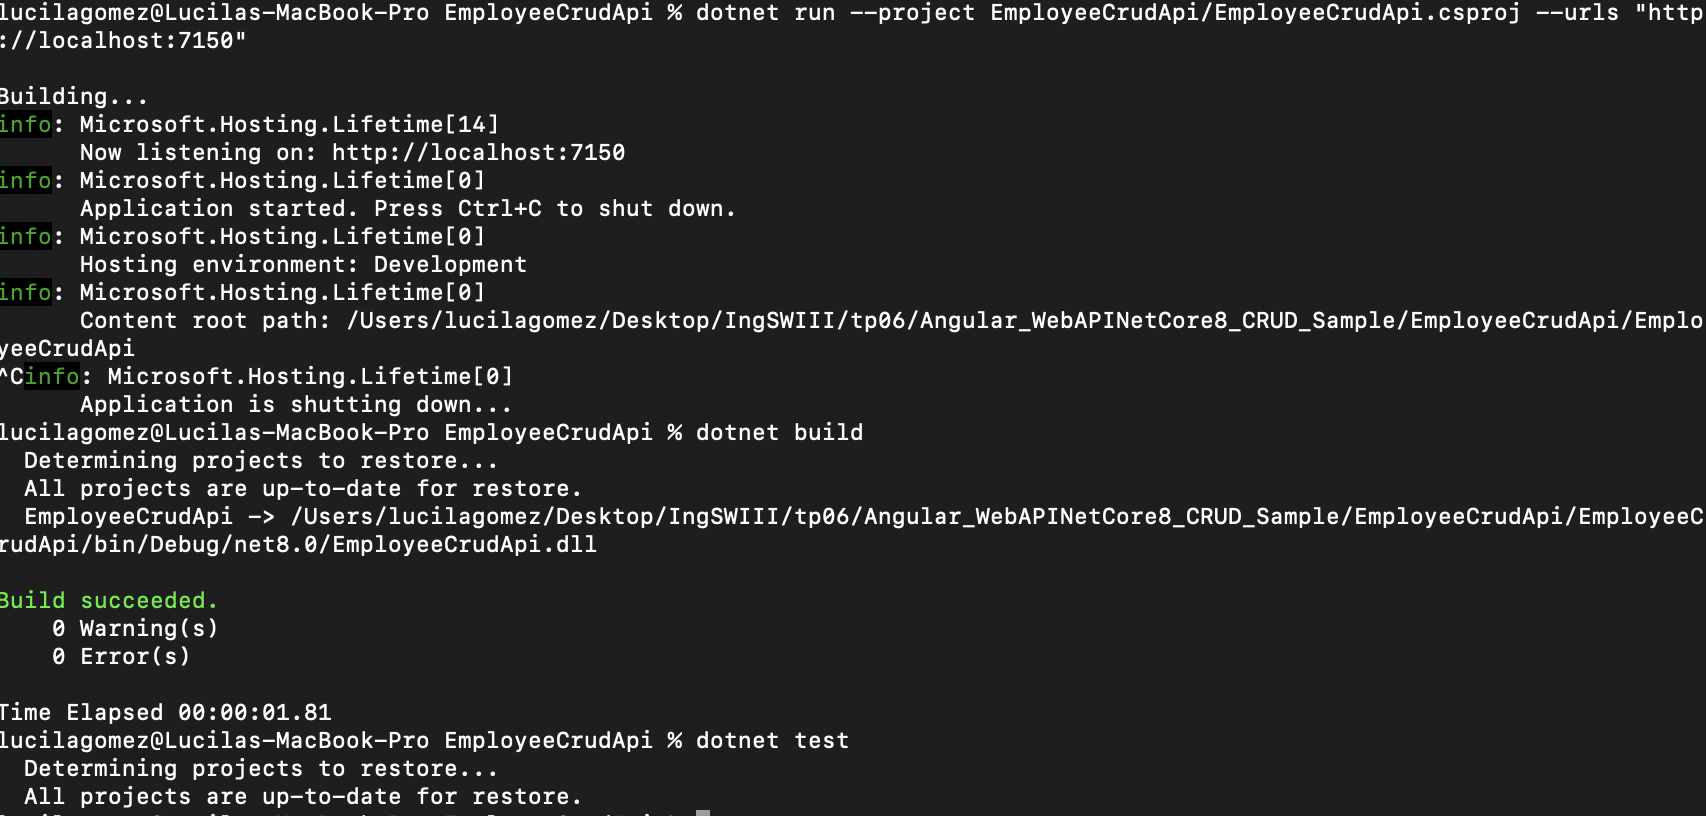 lucilagomez@Lucilas-MacBook-Pro EmployeeCrudApi % dotnet run --project EmployeeCrudApi/EmployeeCrudApi.csproj --urls "http
://localhost:7150"
Building...
info: Microsoft.Hosting.Lifetime[14]
Now listening on: http://localhost:7150
info: Microsoft.Hosting.Lifetime[0]
Application started. Press Ctrl+C to shut down.
info: Microsoft.Hosting.Lifetime[0]
Hosting environment: Development
info: Microsoft.Hosting.Lifetime[0]
Content root path: /Users/lucilagomez/Desktop/IngSWIII/tp06/Angular_WebAPINetCore8_CRUD_Sample/EmployeeCrudApi/Emplo
yeeCrudApi
^Cinfo: Microsoft.Hosting.Lifetime[0]
Application is shutting down...
lucilagomez@Lucilas-MacBook-Pro EmployeeCrudApi % dotnet build
Determining projects to restore...
All projects are up-to-date for restore.
EmployeeCrudApi -> /Users/lucilagomez/Desktop/IngSWIII/tp06/Angular_WebAPINetCore8_CRUD_Sample/EmployeeCrudApi/EmployeeC
rudApi/bin/Debug/net8.0/EmployeeCrudApi.dll
Build succeeded.
0 Warning(s)
0 Error(s)
Time Elapsed 00:00:01.81
lucilagomez@Lucilas-MacBook-Pro EmployeeCrudApi % dotnet test
Determining projects to restore...
All projects are up-to-date for restore.